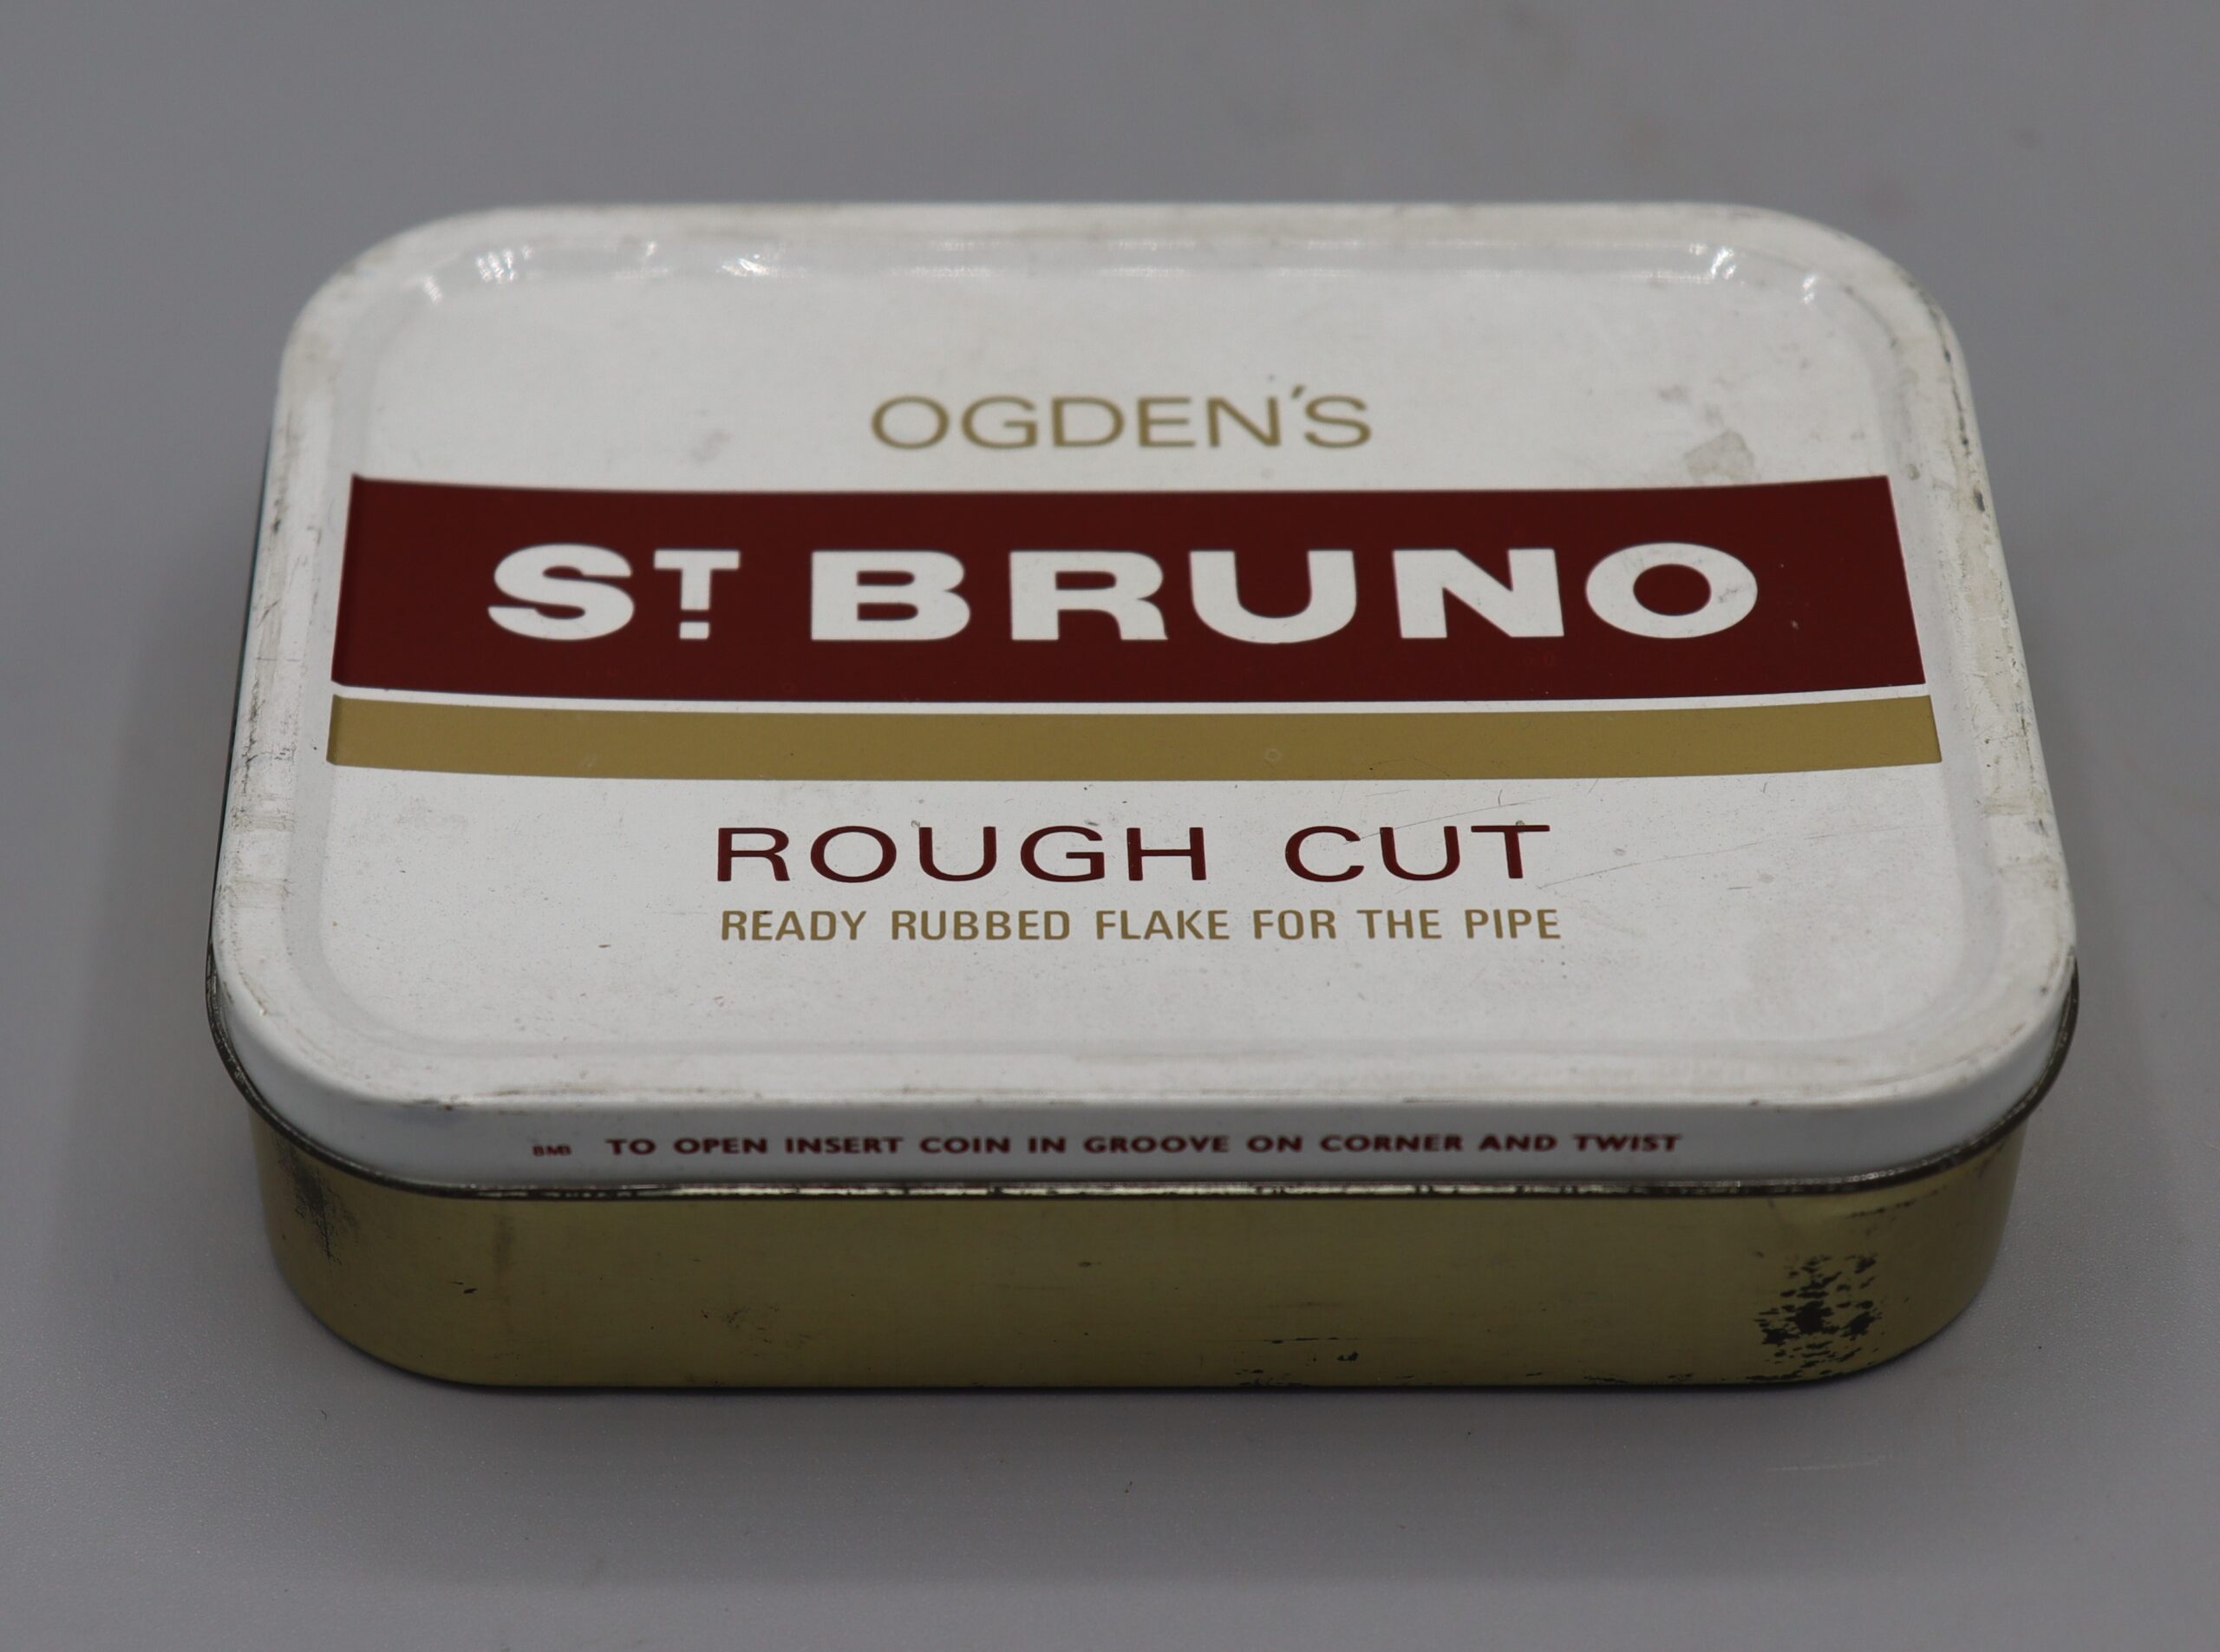 OGDEN'S
ST. BRUNO
ROUGH CUT
READY RUBBED FLAKE FOR THE PIPE
BMB TO OPEN INSERT COIN IN GROOVE ON CORNER AND TWIST